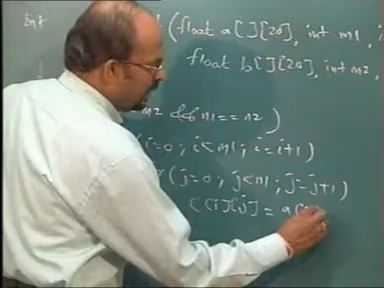 int ( float a[][20], int m1, i
float b[][20], int m2,
m2 && n1==n2 )
i=0; i<m1; i=i+1)
(j=0; j<n1; j=j+1)
c[i][j] = a[i